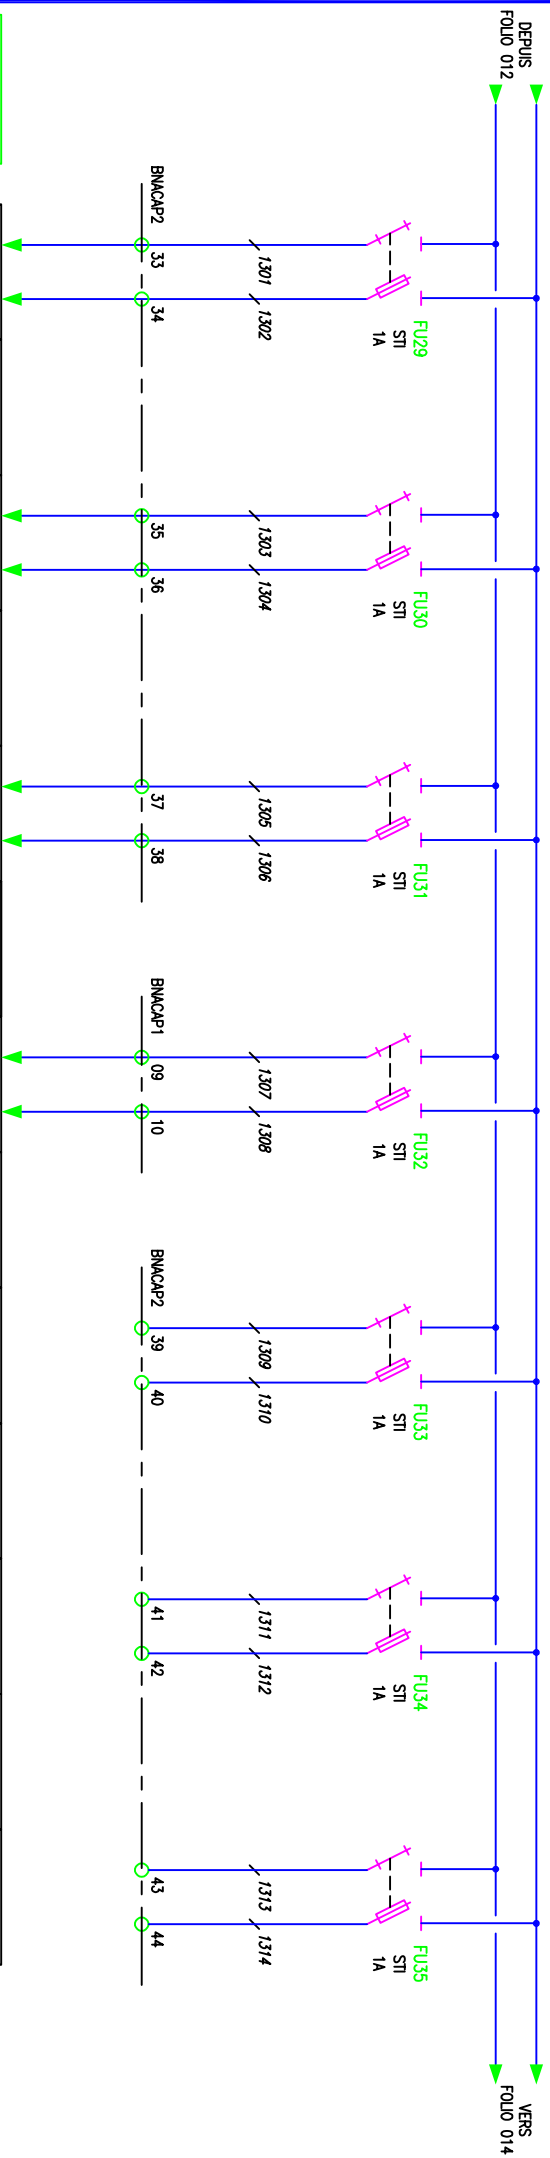 DEPUIS
FOLIO 012
BNACAP2
33
34
1301
1302
FU29
STI
1A
35
36
1303
1304
FU30
STI
1A
37
38
1305
1306
FU31
STI
1A
BNACAP1
09
10
1307
1308
FU32
STI
1A
BNACAP2
39
40
1309
1310
FU33
STI
1A
41
42
1311
1312
FU34
STI
1A
43
44
1313
1314
FU35
STI
1A
VERS
FOLIO 014